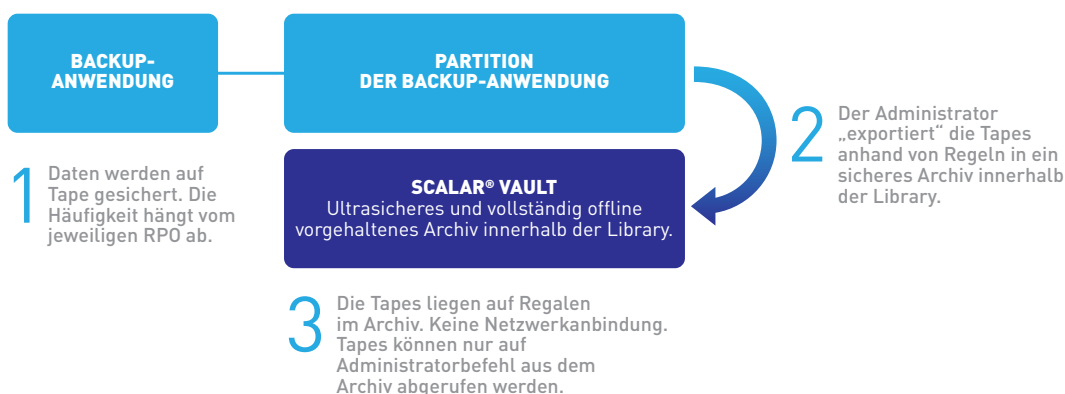 BACKUP-
ANWENDUNG
PARTITION
DER BACKUP-ANWENDUNG
1
Daten werden auf
Tape gesichert. Die
Häufigkeit hängt vom
jeweiligen RPO ab.
2
Der Administrator
„exportiert“ die Tapes
anhand von Regeln in ein
sicheres Archiv innerhalb
der Library.
SCALAR® VAULT
Ultrasicheres und vollständig offline
vorgehaltenes Archiv innerhalb der Library.
3
Die Tapes liegen auf Regalen
im Archiv. Keine Netzwerkanbindung.
Tapes können nur auf
Administratorbefehl aus dem
Archiv abgerufen werden.